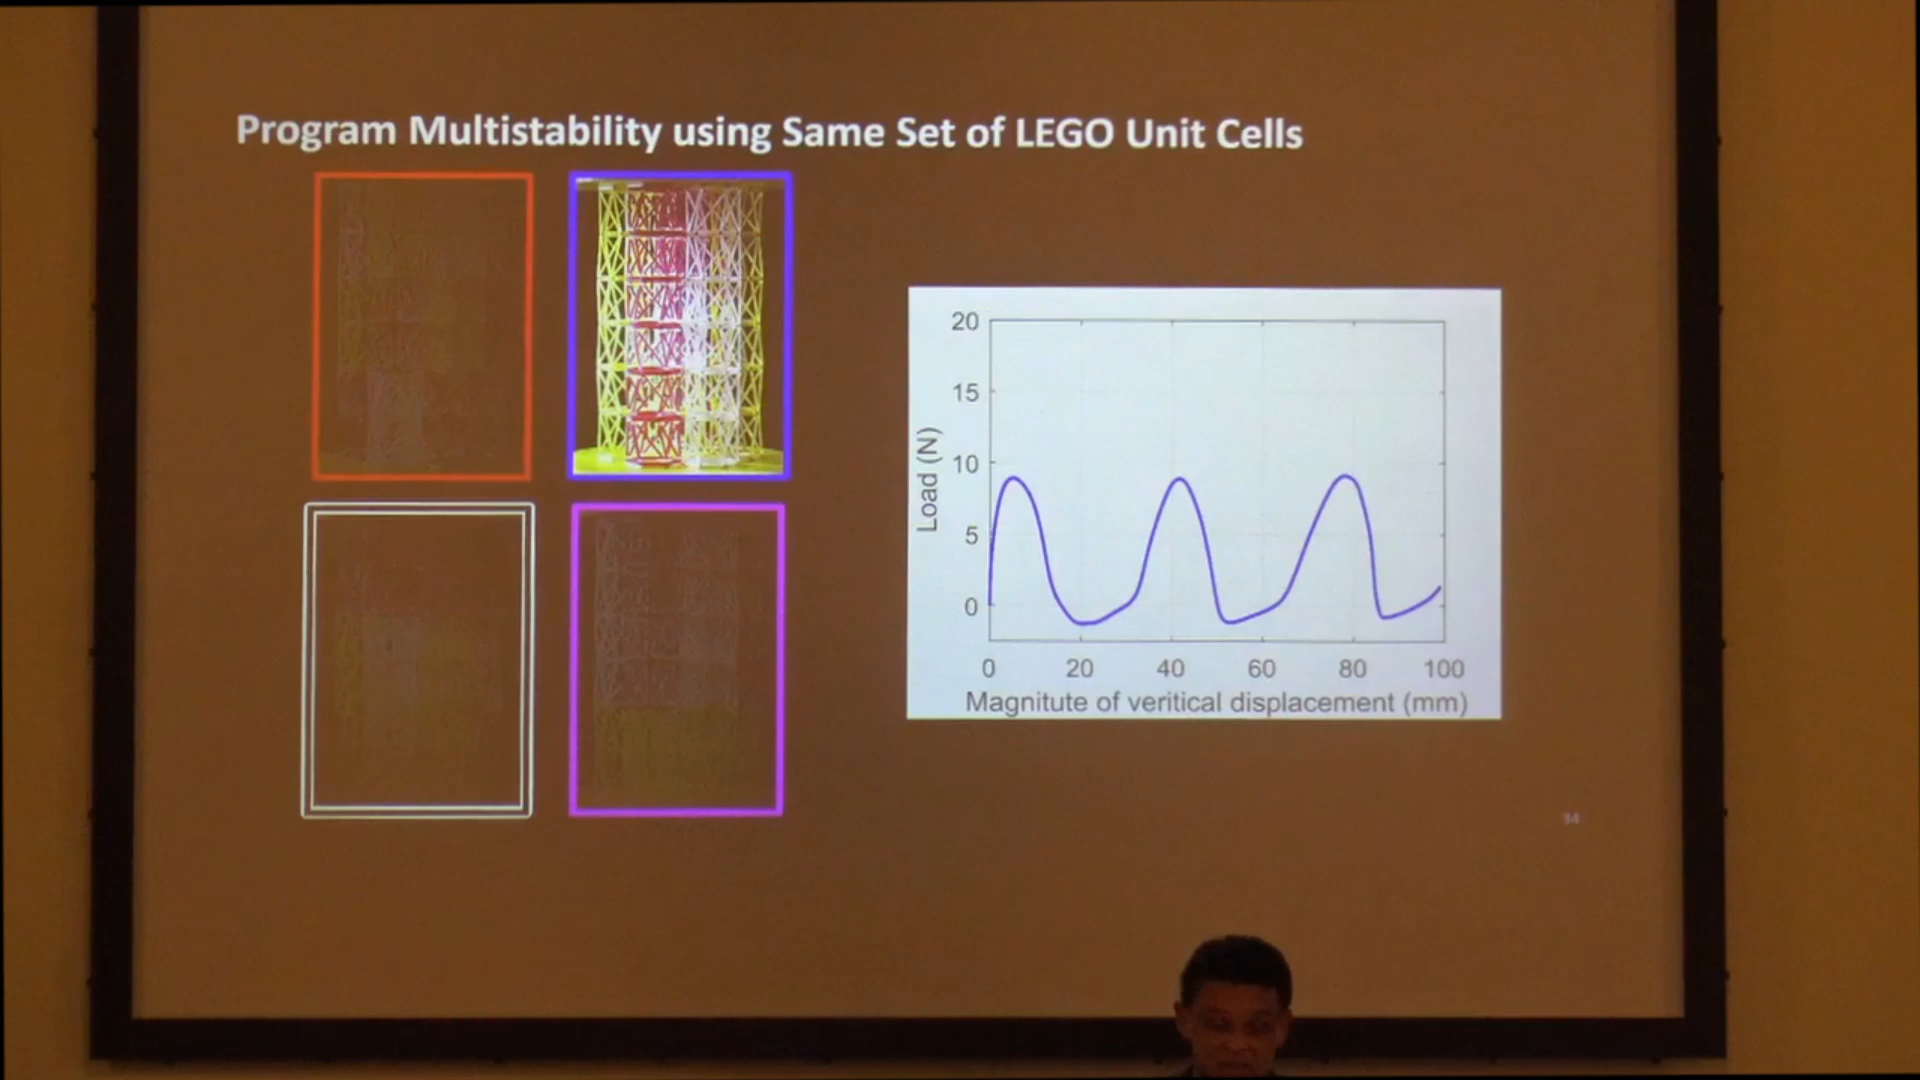 Program Multistability using Same Set of LEGO Unit Cells
20
15
10
5
0
Load (N)
0 20 40 60 80 100
Magnitute of veritical displacement (mm)
14